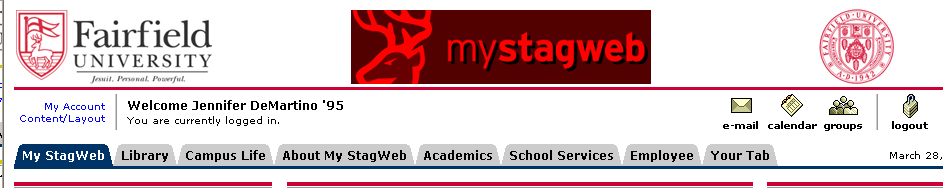 Fairfield
UNIVERSITY
Jesuit. Personal. Powerful.
mystagweb
FAIRFIELD UNIVERSITY
A·D·1942
My Account
Content/Layout
Welcome Jennifer DeMartino '95
You are currently logged in.
e-mail calendar groups logout
My StagWeb Library Campus Life About My StagWeb Academics School Services Employee Your Tab
March 28,